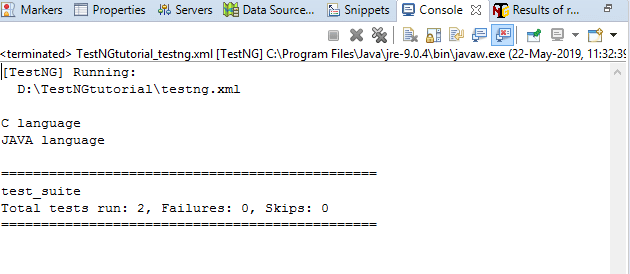 Markers Properties Servers Data Source... Snippets Console Results of r...
<terminated> TestNGtutorial_testng.xml [TestNG] C:\Program Files\Java\jre-9.0.4\bin\javaw.exe (22-May-2019, 11:32:39
[TestNG] Running:
D:\TestNGtutorial\testng.xml
C language
JAVA language
===============================================
test_suite
Total tests run: 2, Failures: 0, Skips: 0
===============================================